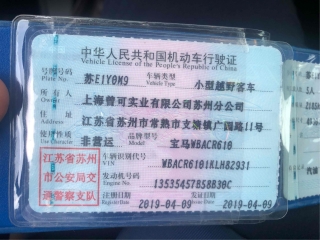 中华人民共和国机动车行驶证
Vehicle License of the People's Republic of China
号牌号码 苏E1Y0M9 车辆类型 小型越野客车
Plate No. Vehicle Type
所有人 上海曾可实业有限公司苏州分公司
Owner
住址 江苏省苏州市常熟市支塘镇广园路11号
Address
使用性质 非营运 品牌型号 宝马WBACR610
Use Character Model
江苏省苏州
市公安局交
通警察支队
车辆识别代号 WBACR6101KLH82931
VIN
发动机号码 13535457B58B30C
Engine No.
注册日期 2019-04-09 发证日期 2019-04-09
Register Date Issue Date